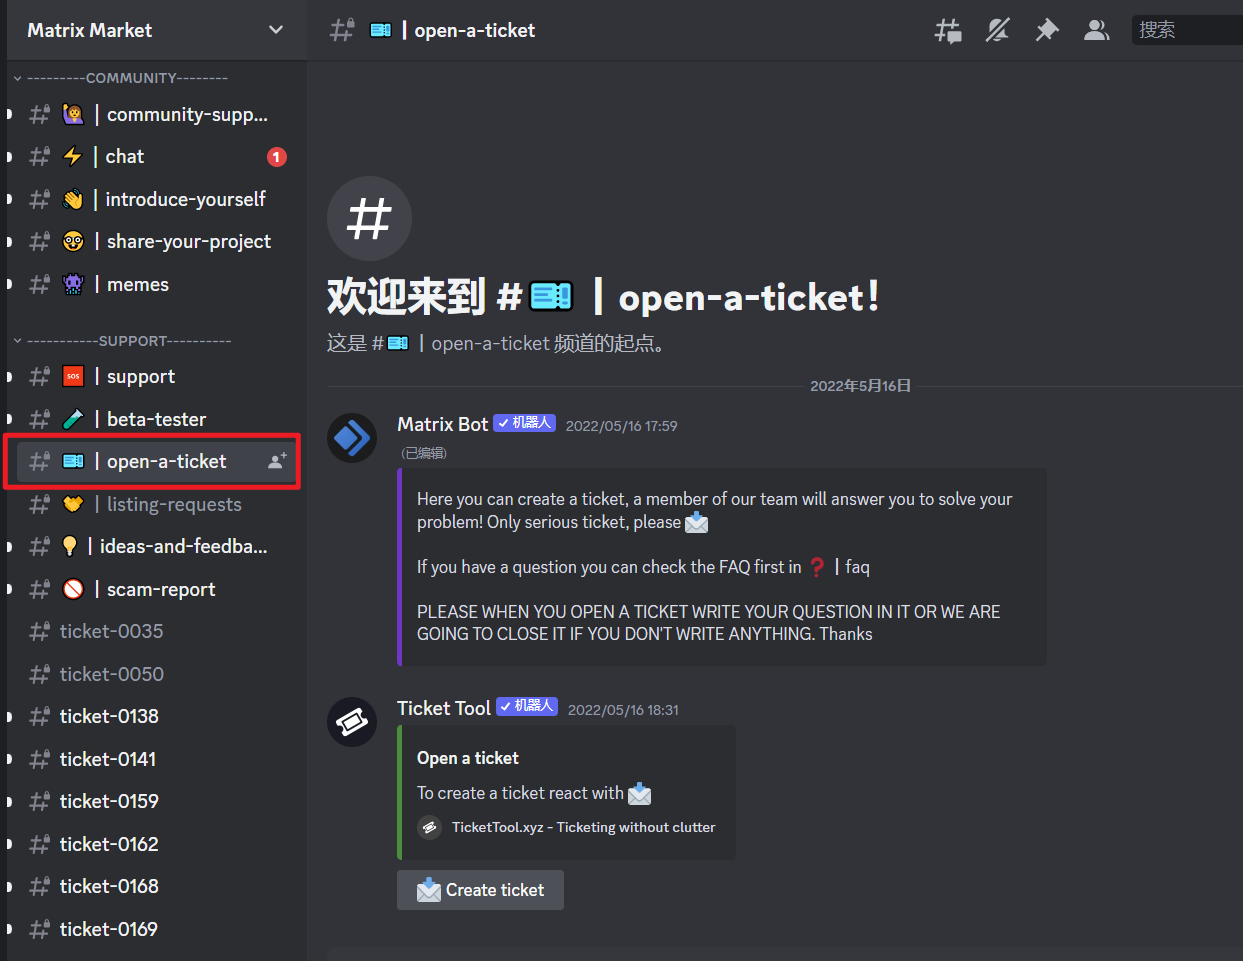 Matrix Market
---------COMMUNITY--------
| community-supp...
| chat
1
| introduce-yourself
| share-your-project
| memes
-----------SUPPORT----------
SOS | support
| beta-tester
| open-a-ticket
| listing-requests
| ideas-and-feedba...
| scam-report
ticket-0035
ticket-0050
ticket-0138
ticket-0141
ticket-0159
ticket-0162
ticket-0168
ticket-0169
| open-a-ticket
搜索
欢迎来到 # | open-a-ticket!
这是 # | open-a-ticket 频道的起点。
2022年5月16日
Matrix Bot ✓ 机器人 2022/05/16 17:59
(已编辑)
Here you can create a ticket, a member of our team will answer you to solve your
problem! Only serious ticket, please
If you have a question you can check the FAQ first in ❓ | faq
PLEASE WHEN YOU OPEN A TICKET WRITE YOUR QUESTION IN IT OR WE ARE
GOING TO CLOSE IT IF YOU DON'T WRITE ANYTHING. Thanks
Ticket Tool ✓ 机器人 2022/05/16 18:31
Open a ticket
To create a ticket react with
TicketTool.xyz - Ticketing without clutter
Create ticket